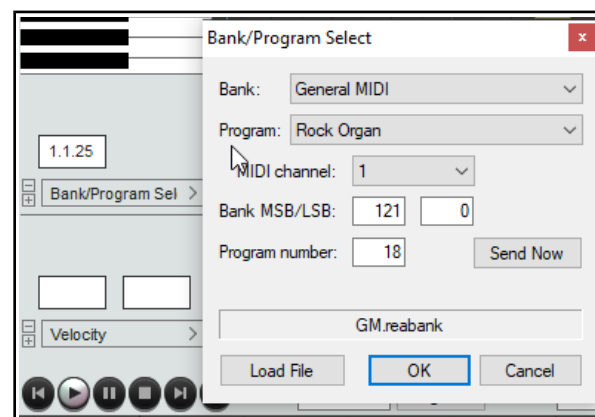 Bank/Program Select
x
Bank: General MIDI
Program: Rock Organ
1.1.25
MIDI channel: 1
Bank/Program Sel >
Bank MSB/LSB: 121 0
Program number: 18 Send Now
GM.reabank
Velocity >
Load File OK Cancel